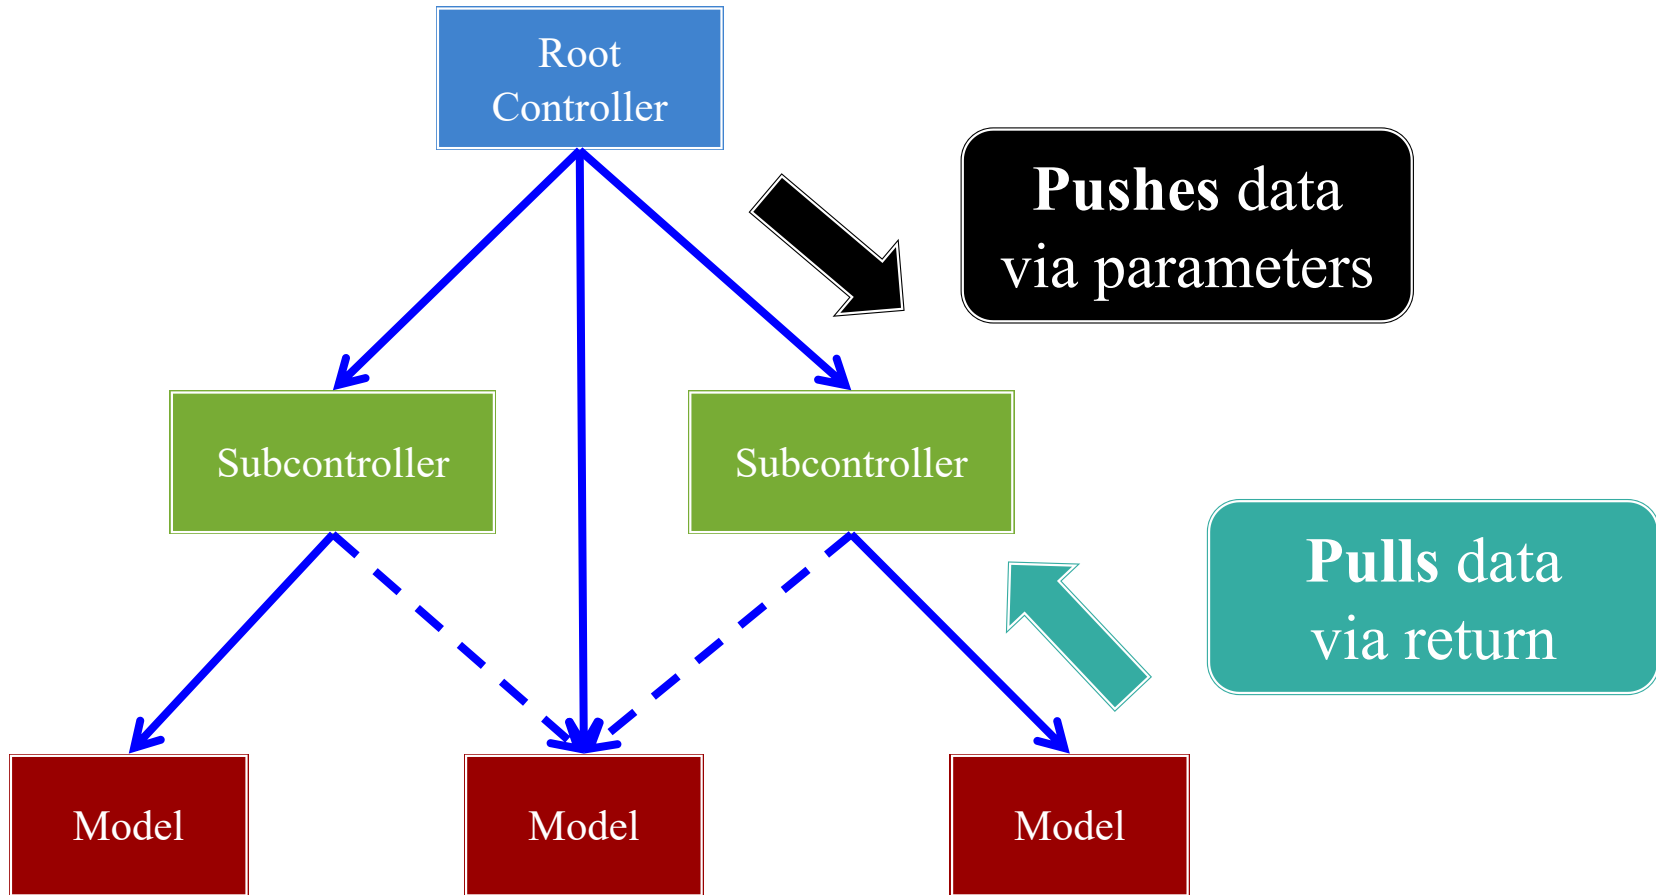 Root
Controller
Pushes data
via parameters
Subcontroller
Subcontroller
Pulls data
via return
Model
Model
Model